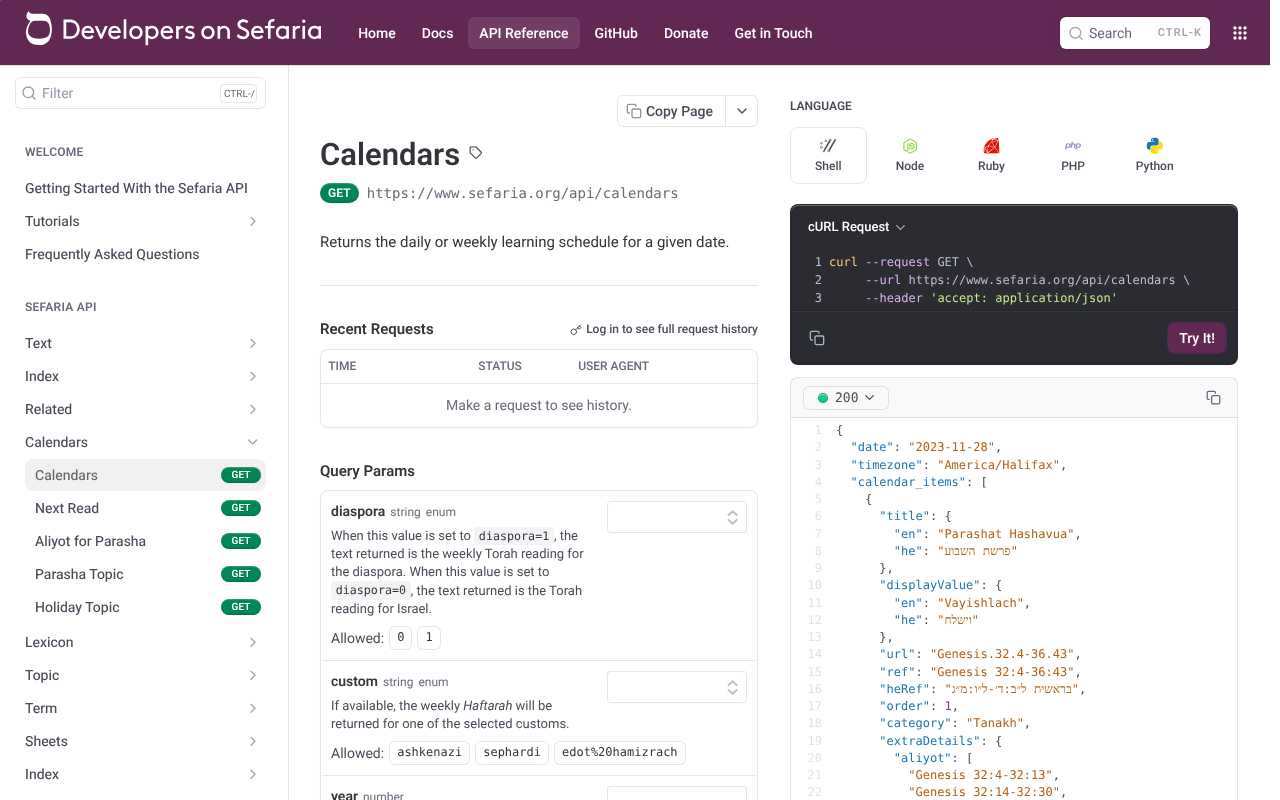 Developers on Sefaria
Home Docs API Reference GitHub Donate Get in Touch
Search CTRL-K
Filter CTRL-/
WELCOME
Getting Started With the Sefaria API
Tutorials
Frequently Asked Questions
SEFARIA API
Text
Index
Related
Calendars
Calendars GET
Next Read GET
Aliyot for Parasha GET
Parasha Topic GET
Holiday Topic GET
Lexicon
Topic
Term
Sheets
Index
Copy Page
Calendars
GET https://www.sefaria.org/api/calendars
Returns the daily or weekly learning schedule for a given date.
Recent Requests Log in to see full request history
TIME STATUS USER AGENT
Make a request to see history.
Query Params
diaspora string enum
When this value is set to diaspora=1, the
text returned is the weekly Torah reading for
the diaspora. When this value is set to
diaspora=0, the text returned is the Torah
reading for Israel.
Allowed: 0 1
custom string enum
If available, the weekly Haftarah will be
returned for one of the selected customs.
Allowed: ashkenazi sephardi edot%20hamizrach
year number
LANGUAGE
Shell Node Ruby PHP Python
cURL Request
1 curl --request GET \
2 --url https://www.sefaria.org/api/calendars \
3 --header 'accept: application/json'
Try It!
200
1 {
2 "date": "2023-11-28",
3 "timezone": "America/Halifax",
4 "calendar_items": [
5 {
6 "title": {
7 "en": "Parashat Hashavua",
8 "he": "פרשת השבוע"
9 },
10 "displayValue": {
11 "en": "Vayishlach",
12 "he": "וישלח"
13 },
14 "url": "Genesis.32.4-36.43",
15 "ref": "Genesis 32:4-36:43",
16 "heRef": "בראשית ל״ב:ד׳-ל״ו:מ״ג",
17 "order": 1,
18 "category": "Tanakh",
19 "extraDetails": {
20 "aliyot": [
21 "Genesis 32:4-32:13",
22 "Genesis 32:14-32:30",